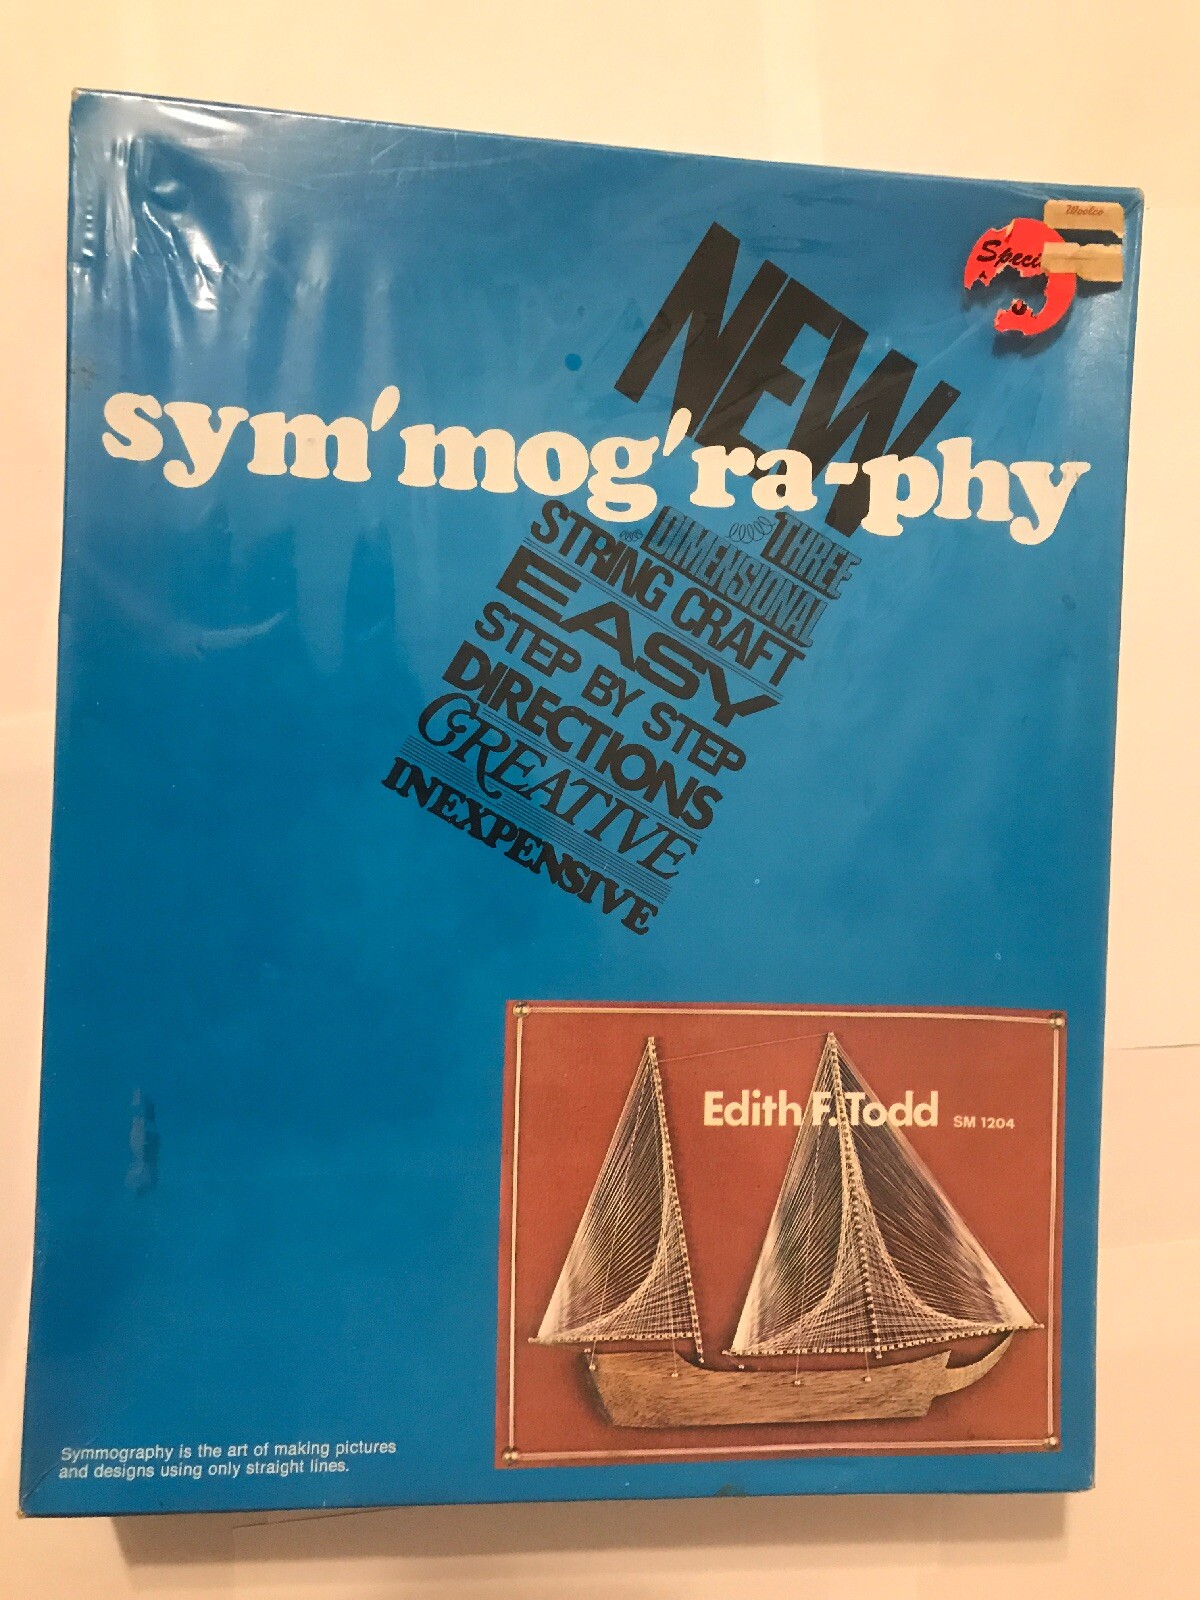 Woolco
NEW
sym'mog'ra-phy
THREE
DIMENSIONAL
STRING CRAFT
EASY
STEP BY STEP
DIRECTIONS
CREATIVE
INEXPENSIVE
Edith F. Todd SM 1204
Symmography is the art of making pictures
and designs using only straight lines.